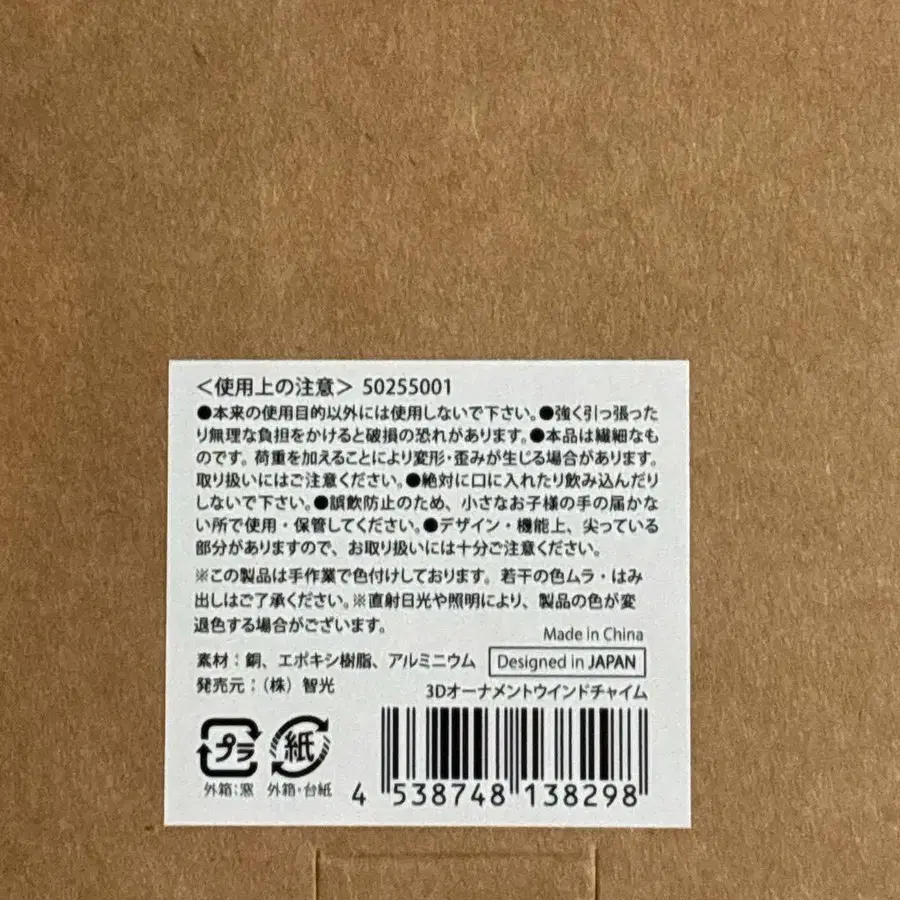 ＜使用上の注意＞ 50255001
●本来の使用目的以外には使用しないで下さい。●強く引っ張った
り無理な負担をかけると破損の恐れがあります。●本品は繊細なも
のです。荷重を加えることにより変形・歪みが生じる場合があります。
取り扱いにはご注意ください。●絶対に口に入れたり飲み込んだり
しないで下さい。●誤飲防止のため、小さなお子様の手の届かな
い所で使用・保管してください。●デザイン・機能上、尖っている
部分がありますので、お取り扱いには十分ご注意ください。
※この製品は手作業で色付けしております。若干の色ムラ・はみ
出しはご了承ください。※直射日光や照明により、製品の色が変
退色する場合がございます。
Made in China
素材：銅、エポキシ樹脂、アルミニウム Designed in JAPAN
発売元：（株）智光
3Dオーナメントウインドチャイム
プラ 紙
外箱：窓 外箱・台紙
4 538748 138298